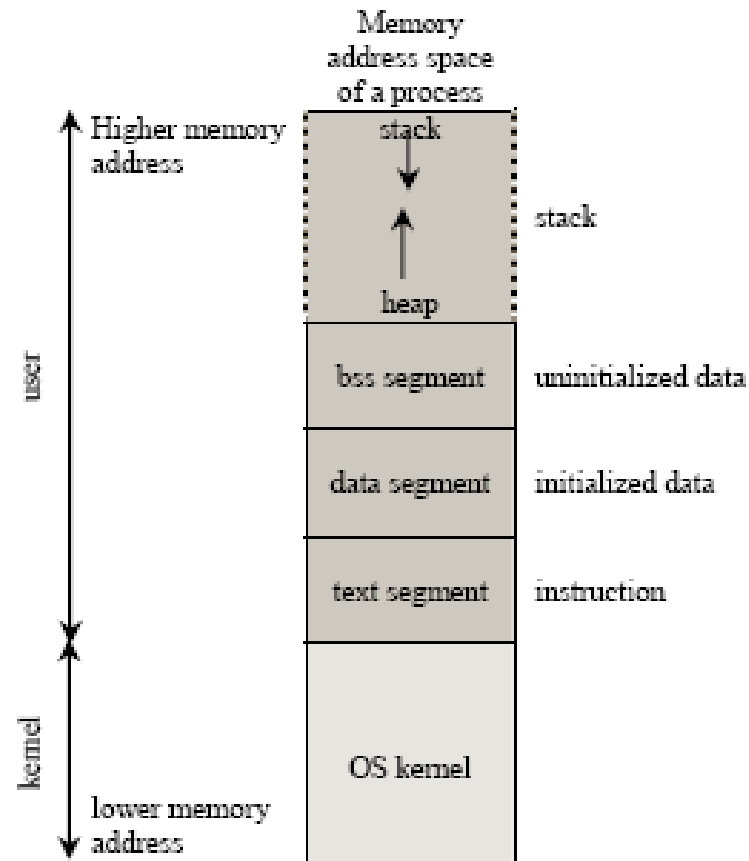 Memory
address space
of a process
Higher memory
address
stack
stack
heap
user
bss segment
uninitialized data
data segment
initialized data
text segment
instruction
kernel
OS kernel
lower memory
address